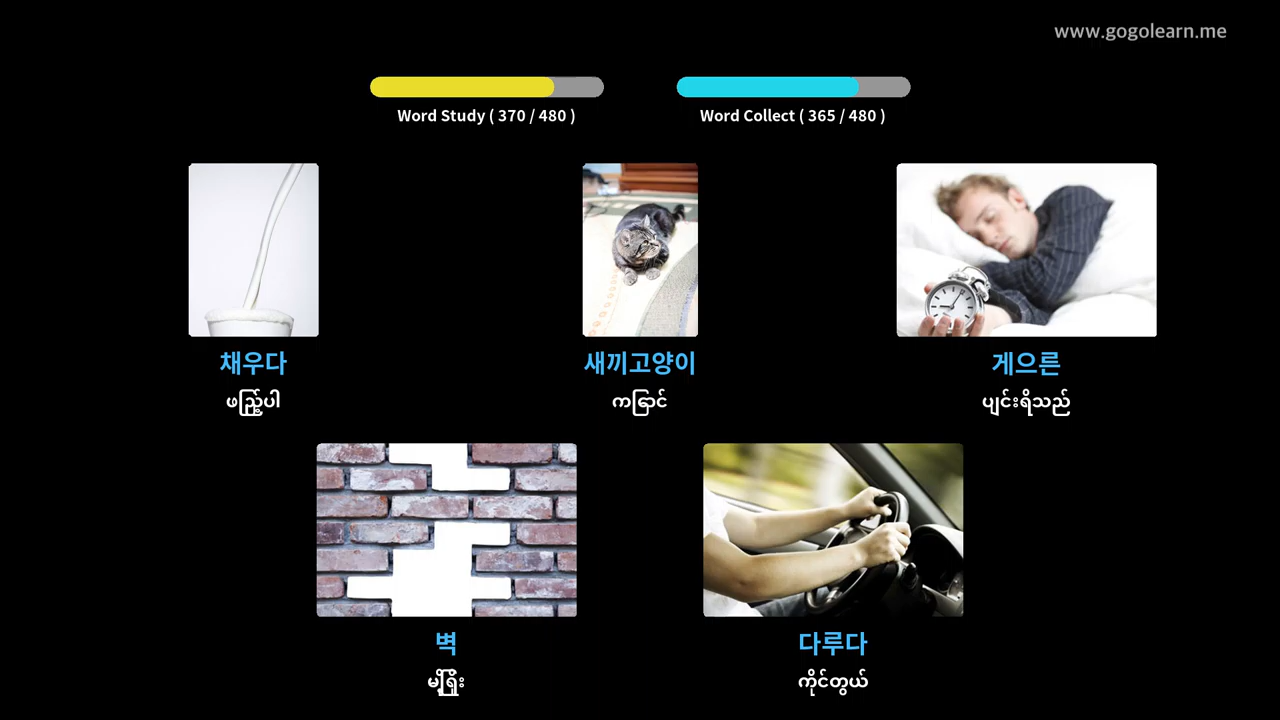 www.gogolearn.me
Word Study ( 370 / 480 )
Word Collect ( 365 / 480 )
채우다
ဖည့်ပါ
새끼고양이
ကြောင်
게으른
ပျင်းရိသည်
벽
다루다
ကိုင်တွယ်